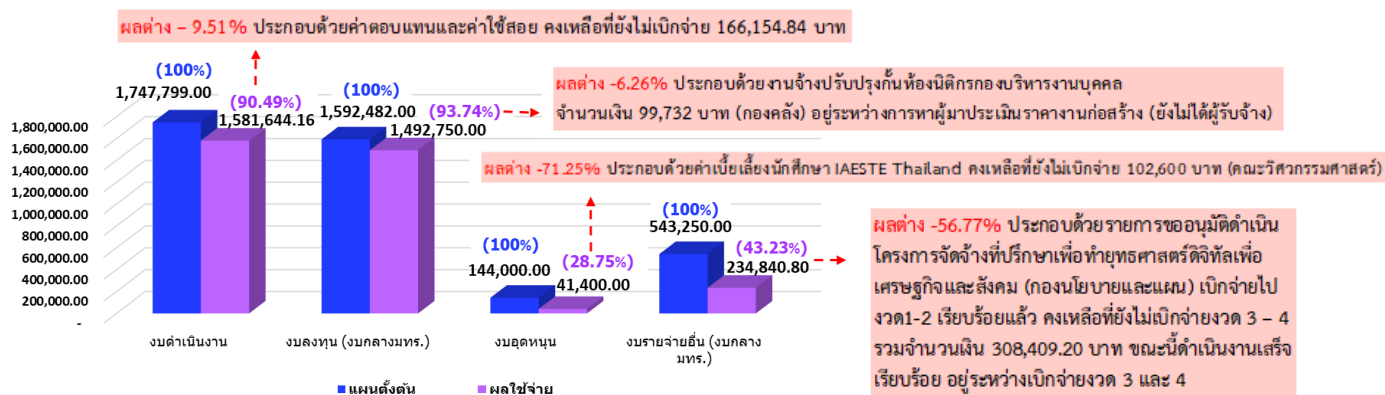 ผลต่าง – 9.51% ประกอบด้วยค่าตอบแทนและค่าใช้สอย คงเหลือที่ยังไม่เบิกจ่าย 166,154.84 บาท
(100%)
1,747,799.00
(90.49%)
1,581,644.16
(100%)
1,592,482.00
(93.74%)
1,492,750.00
ผลต่าง -6.26% ประกอบด้วยงานจ้างปรับปรุงกั้นห้องนิติกรกองบริหารงานบุคคล
จำนวนเงิน 99,732 บาท (กองคลัง) อยู่ระหว่างการหาผู้มาประเมินราคางานก่อสร้าง (ยังไม่ได้ผู้รับจ้าง)
ผลต่าง -71.25% ประกอบด้วยค่าเบี้ยเลี้ยงนักศึกษา IAESTE Thailand คงเหลือที่ยังไม่เบิกจ่าย 102,600 บาท (คณะวิศวกรรมศาสตร์)
(100%)
144,000.00
(28.75%)
41,400.00
(100%)
543,250.00
(43.23%)
234,840.80
ผลต่าง -56.77% ประกอบด้วยรายการขออนุมัติดำเนิน
โครงการจัดจ้างที่ปรึกษาเพื่อทำยุทธศาสตร์ดิจิทัลเพื่อ
เศรษฐกิจและสังคม (กองนโยบายและแผน) เบิกจ่ายไป
งวด1-2 เรียบร้อยแล้ว คงเหลือที่ยังไม่เบิกจ่ายงวด 3 – 4
รวมจำนวนเงิน 308,409.20 บาท ขณะนี้ดำเนินงานเสร็จ
เรียบร้อย อยู่ระหว่างเบิกจ่ายงวด 3 และ 4
1,800,000.00
1,600,000.00
1,400,000.00
1,200,000.00
1,000,000.00
800,000.00
600,000.00
400,000.00
200,000.00
-
งบดำเนินงาน
งบลงทุน (งบกลางมทร.)
งบอุดหนุน
งบรายจ่ายอื่น (งบกลาง
มทร.)
แผนตั้งต้น
ผลใช้จ่าย